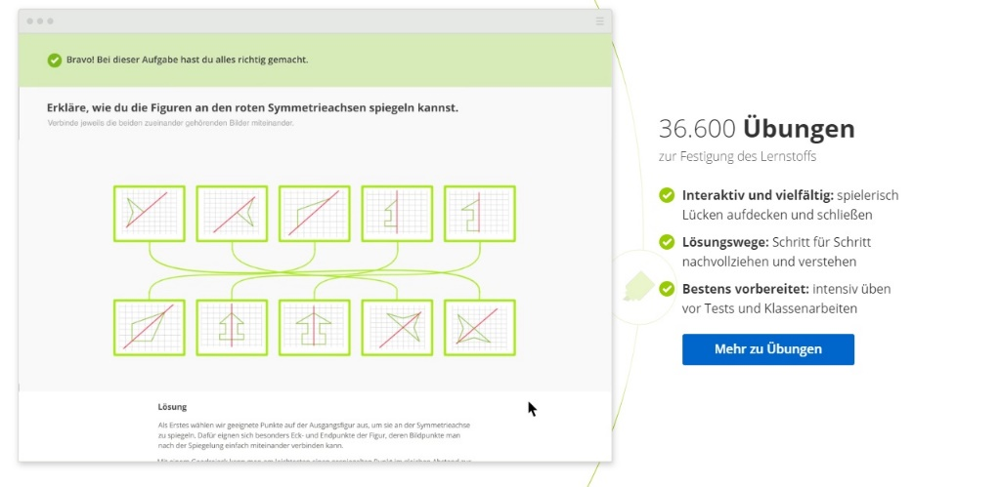 Bravo! Bei dieser Aufgabe hast du alles richtig gemacht.
Erkläre, wie du die Figuren an den roten Symmetrieachsen spiegeln kannst.
Verbinde jeweils die beiden zueinander gehörenden Bilder miteinander.
Lösung
Als Erstes wählen wir geeignete Punkte auf der Ausgangsfigur aus, um sie an der Symmetrieachse
zu spiegeln. Dafür eignen sich besonders Eck- und Endpunkte der Figur, deren Bildpunkte man
nach der Spiegelung einfach miteinander verbinden kann.
36.600 Übungen
zur Festigung des Lernstoffs
Interaktiv und vielfältig: spielerisch
Lücken aufdecken und schließen
Lösungswege: Schritt für Schritt
nachvollziehen und verstehen
Bestens vorbereitet: intensiv üben
vor Tests und Klassenarbeiten
Mehr zu Übungen